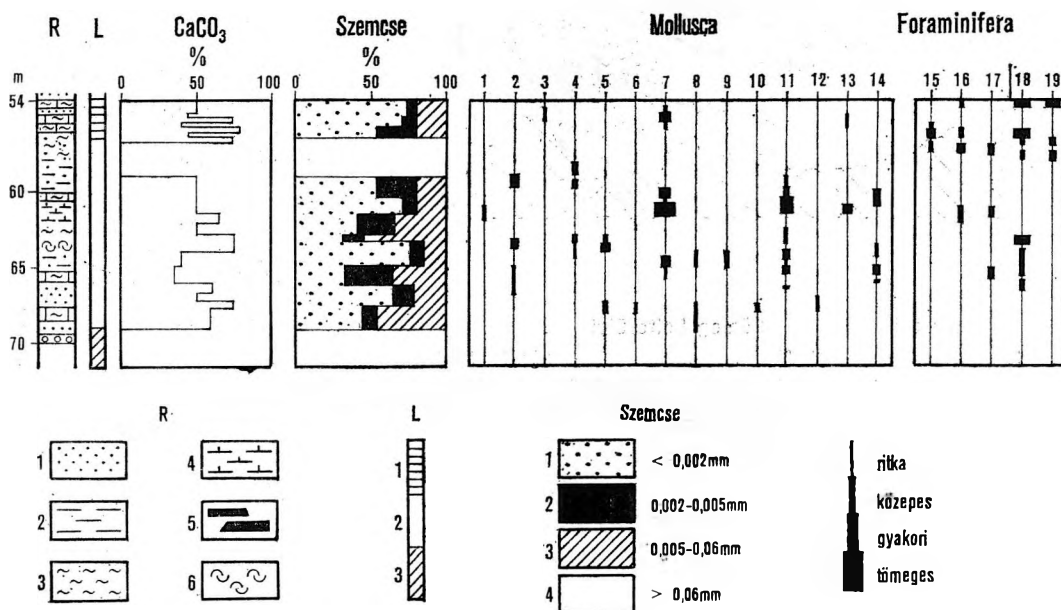 R L CaCO₃ Szemcse Mollusca Foraminifera
% %
m 0 50 100 0 50 100 1 2 3 4 5 6 7 8 9 10 11 12 13 14 15 16 17 18 19
54
60
65
70
R L Szemcse
1 4 1 1 < 0,002mm ritka
2 5 2 2 0,002-0,005mm közepes
3 6 3 3 0,005-0,06mm gyakori
4 > 0,06mm tömeges